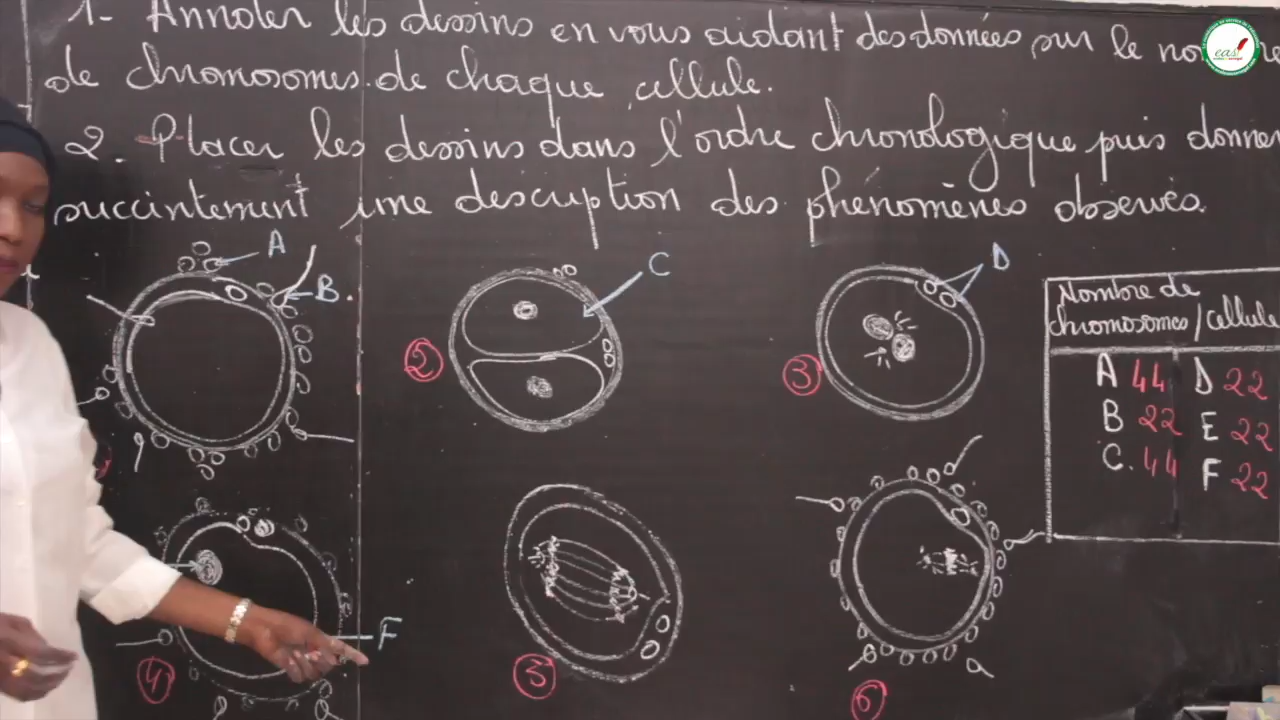 1- Annoter les dessins en vous aidant des données sur le
de chromosomes de chaque cellule.
2. Placer les dessins dans l'ordre chronologique puis donner
succintement une description des phénomènes observés.
A
B
C
D
2
3
Nombre de
chromosomes / cellule
A 44 D 22
B 22 E 22
C. 44 F 22
F
4
5
6
eas